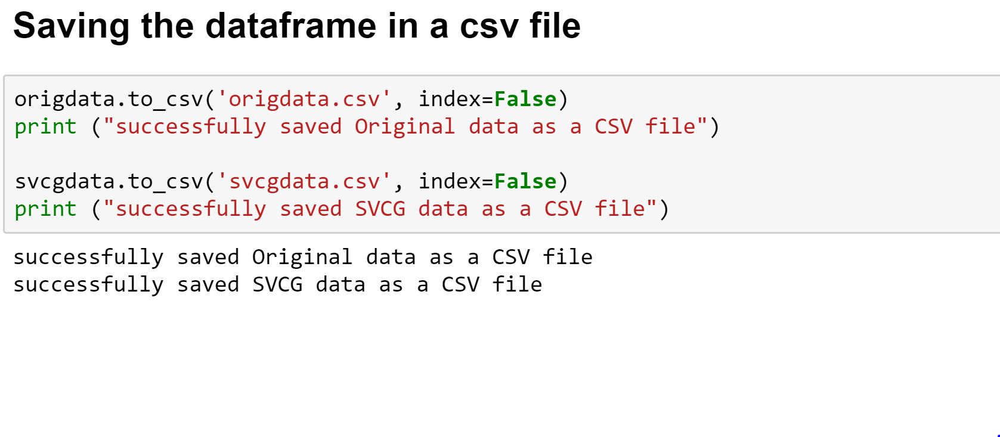 Saving the dataframe in a csv file
origdata.to_csv('origdata.csv', index=False)
print ("successfully saved Original data as a CSV file")
svcgdata.to_csv('svcgdata.csv', index=False)
print ("successfully saved SVCG data as a CSV file")
successfully saved Original data as a CSV file
successfully saved SVCG data as a CSV file